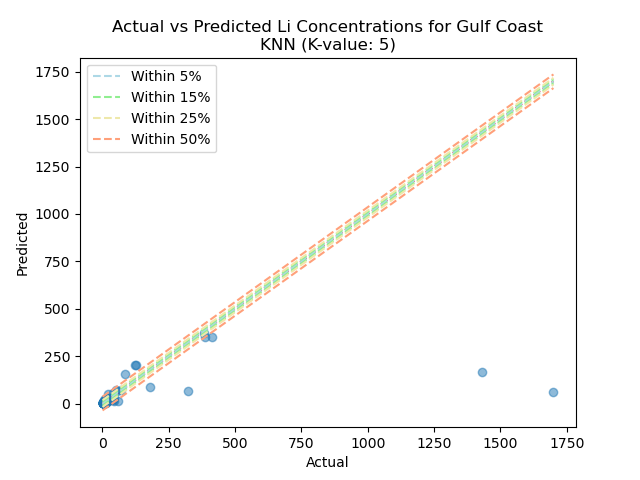 Actual vs Predicted Li Concentrations for Gulf Coast
KNN (K-value: 5)
Within 5%
Within 15%
Within 25%
Within 50%
1750
1500
1250
1000
750
500
250
0
Predicted
0 250 500 750 1000 1250 1500 1750
Actual